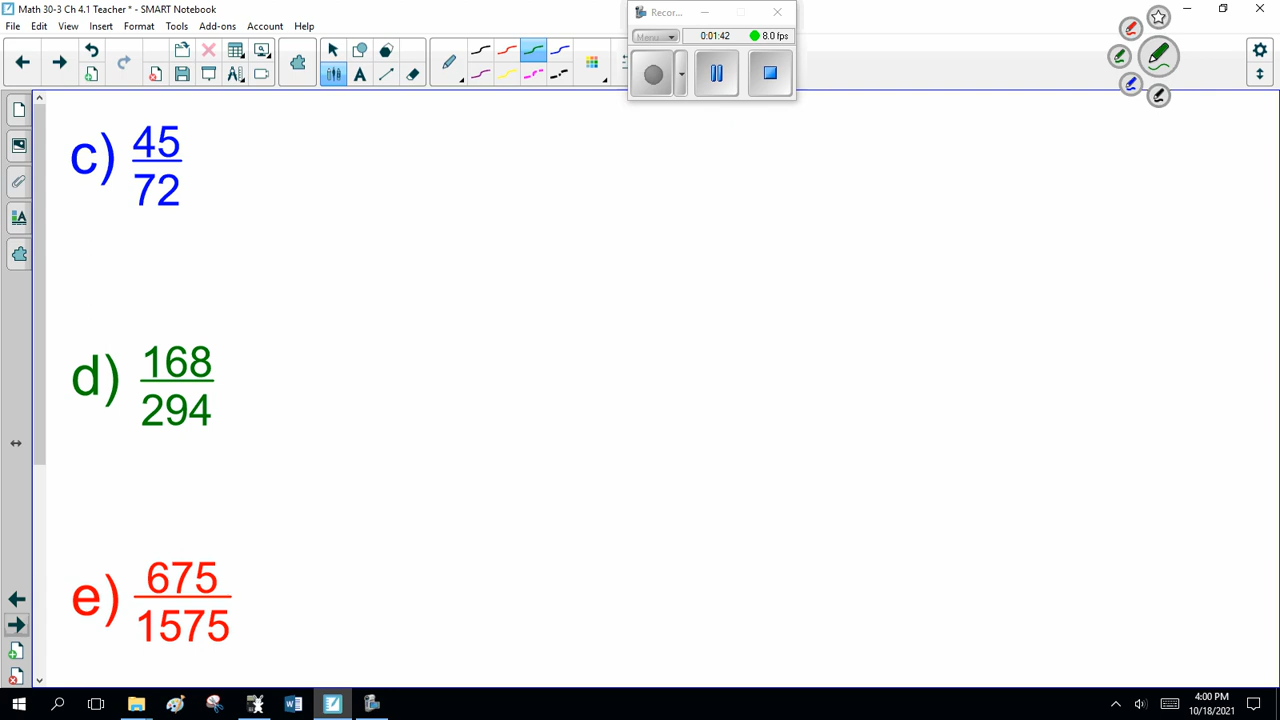 Math 30-3 Ch 4.1 Teacher * - SMART Notebook
File Edit View Insert Format Tools Add-ons Account Help
Recor...
Menu
0:01:42
8.0 fps
c) 45/72
d) 168/294
e) 675/1575
4:00 PM
10/18/2021